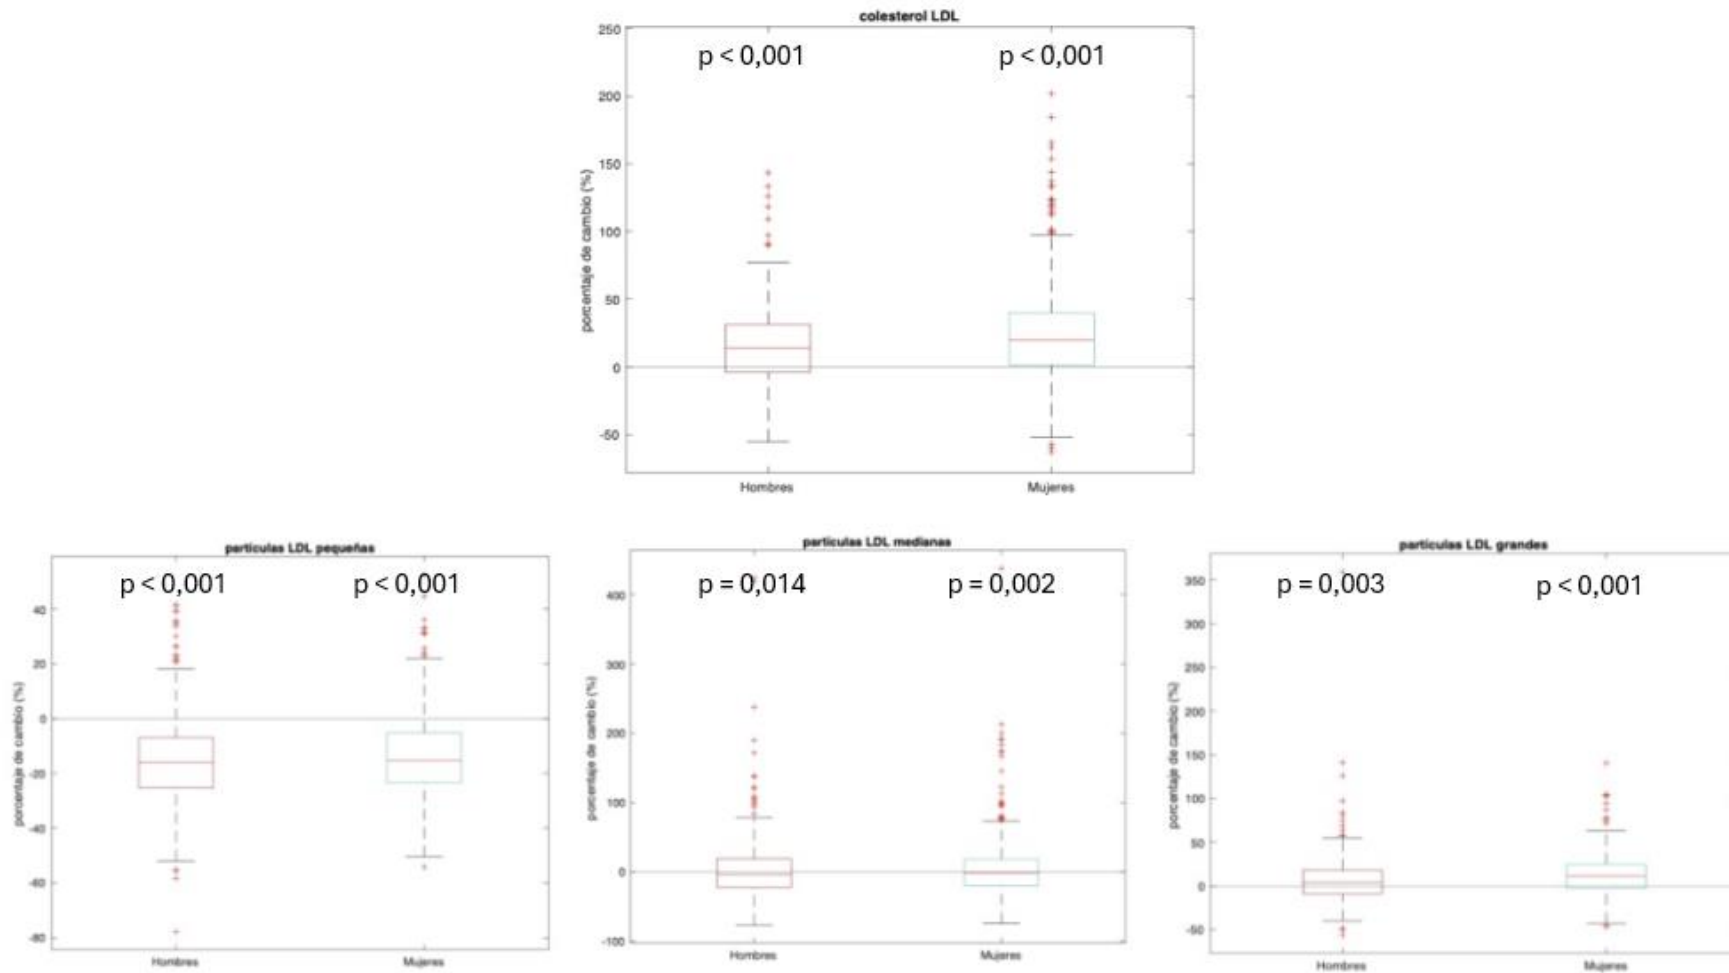 colesterol LDL
p < 0,001
p < 0,001
250
200
150
100
50
0
-50
porcentaje de cambio (%)
Hombres
Mujeres
partículas LDL pequeñas
p < 0,001
p < 0,001
40
20
0
-20
-40
-60
-80
porcentaje de cambio (%)
Hombres
Mujeres
partículas LDL medianas
p = 0,014
p = 0,002
400
300
200
100
0
-100
porcentaje de cambio (%)
Hombres
Mujeres
partículas LDL grandes
p = 0,003
p < 0,001
350
300
250
200
150
100
50
0
-50
porcentaje de cambio (%)
Hombres
Mujeres